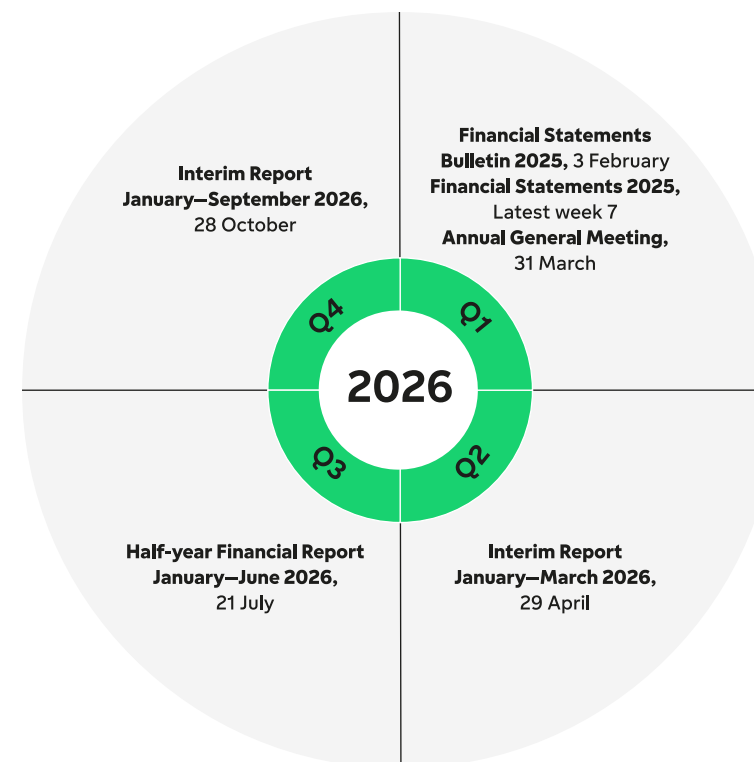 Financial Statements
Bulletin 2025, 3 February
Financial Statements 2025,
Latest week 7
Annual General Meeting,
31 March
Interim Report
January—September 2026,
28 October
Q4
Q1
2026
Q3
Q2
Half-year Financial Report
January—June 2026,
21 July
Interim Report
January—March 2026,
29 April